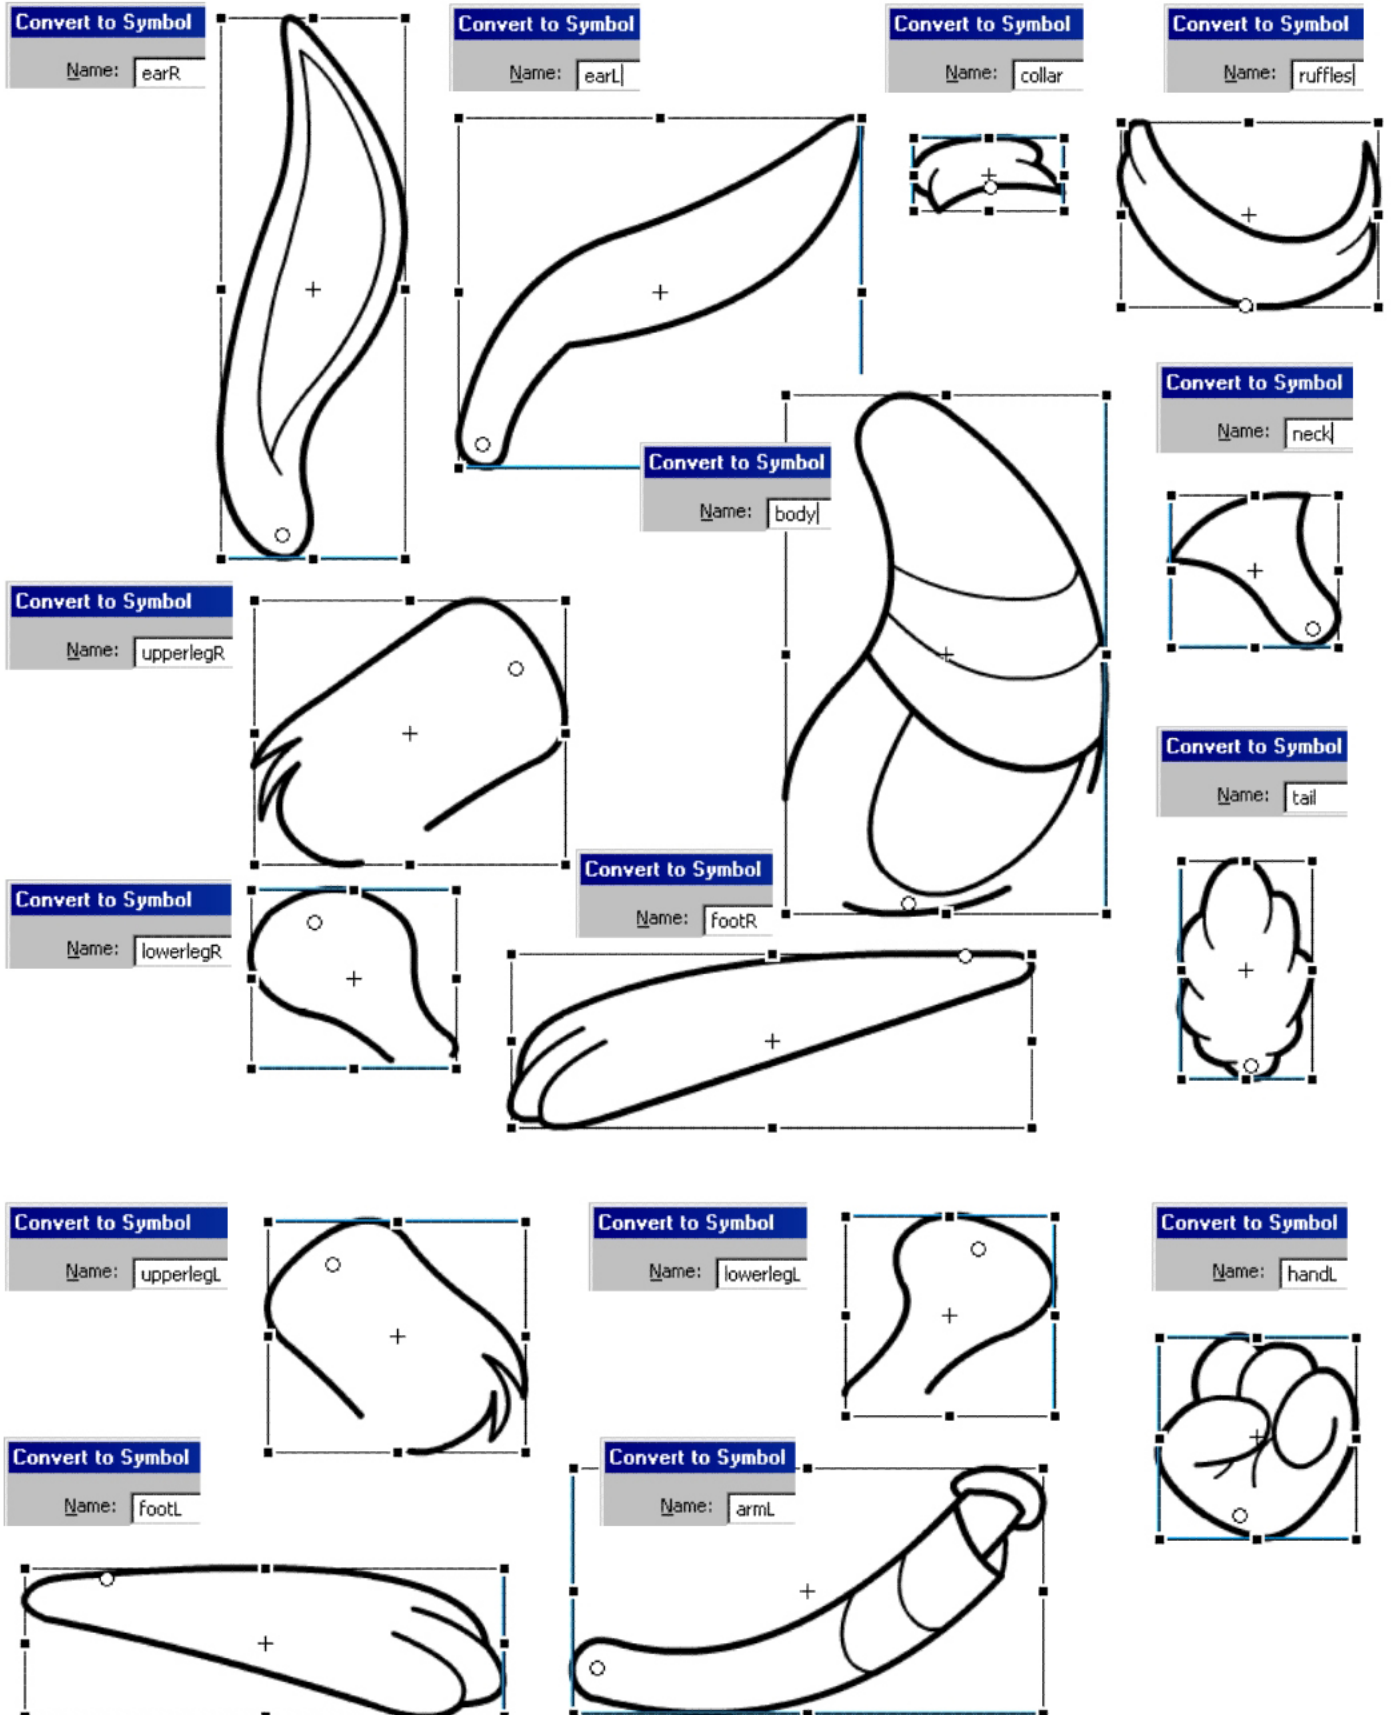 Convert to Symbol
Name: earR
Convert to Symbol
Name: earL
Convert to Symbol
Name: collar
Convert to Symbol
Name: ruffles
Convert to Symbol
Name: neck
Convert to Symbol
Name: body
Convert to Symbol
Name: upperlegR
Convert to Symbol
Name: tail
Convert to Symbol
Name: footR
Convert to Symbol
Name: lowerlegR
Convert to Symbol
Name: upperlegL
Convert to Symbol
Name: lowerlegL
Convert to Symbol
Name: handL
Convert to Symbol
Name: footL
Convert to Symbol
Name: armL